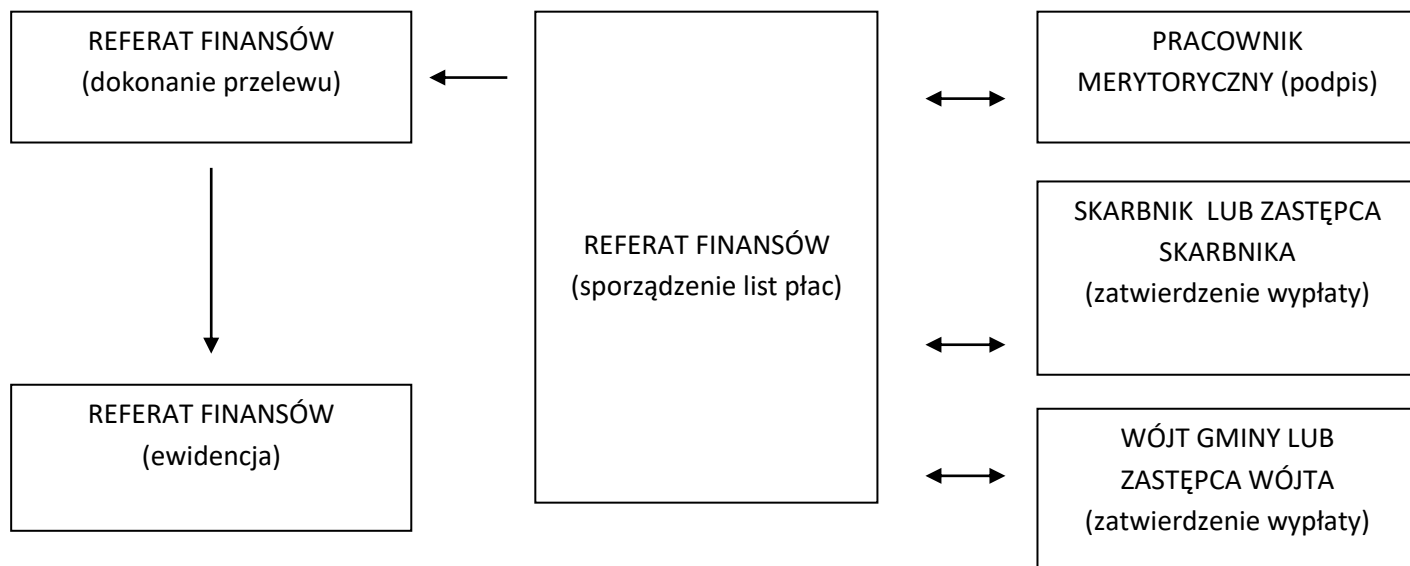 REFERAT FINANSÓW
(dokonanie przelewu)
REFERAT FINANSÓW
(ewidencja)
REFERAT FINANSÓW
(sporządzenie list płac)
PRACOWNIK
MERYTORYCZNY (podpis)
SKARBNIK LUB ZASTĘPCA
SKARBNIKA
(zatwierdzenie wypłaty)
WÓJT GMINY LUB
ZASTĘPCA WÓJTA
(zatwierdzenie wypłaty)